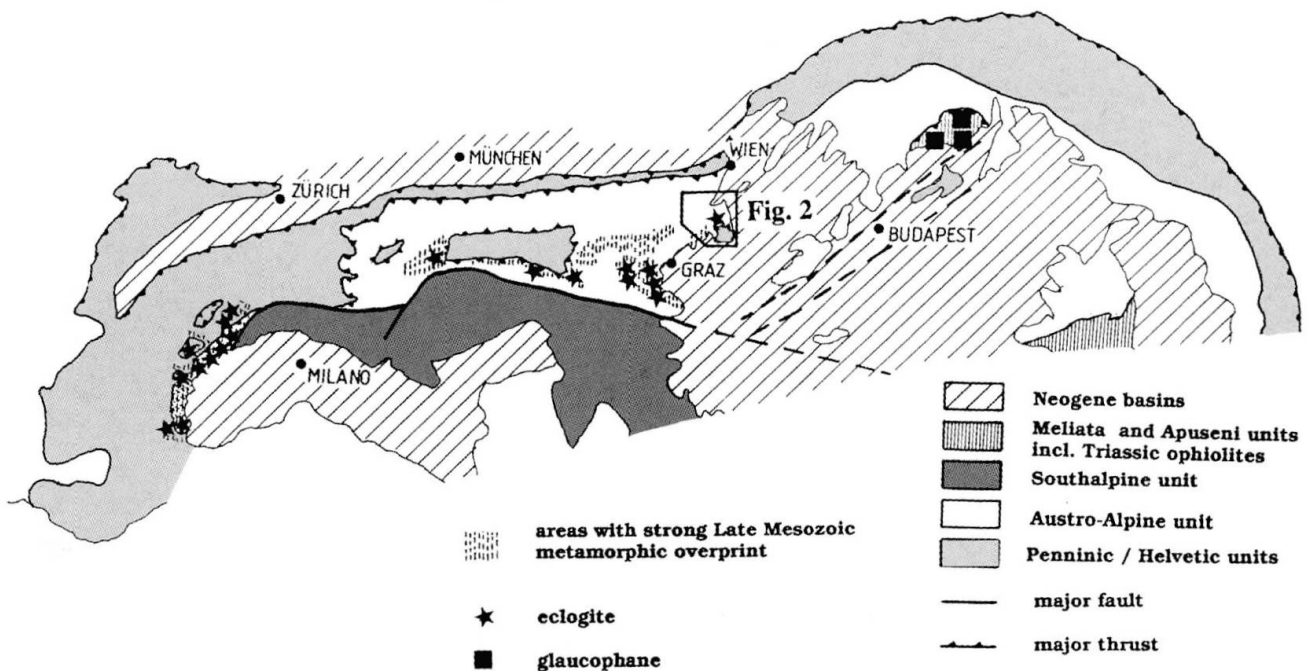 MÜNCHEN
WIEN
ZÜRICH
Fig. 2
BUDAPEST
GRAZ
MILANO
Neogene basins
Meliata and Apuseni units
incl. Triassic ophiolites
Southalpine unit
Austro-Alpine unit
Penninic / Helvetic units
major fault
major thrust
areas with strong Late Mesozoic
metamorphic overprint
eclogite
glaucophane